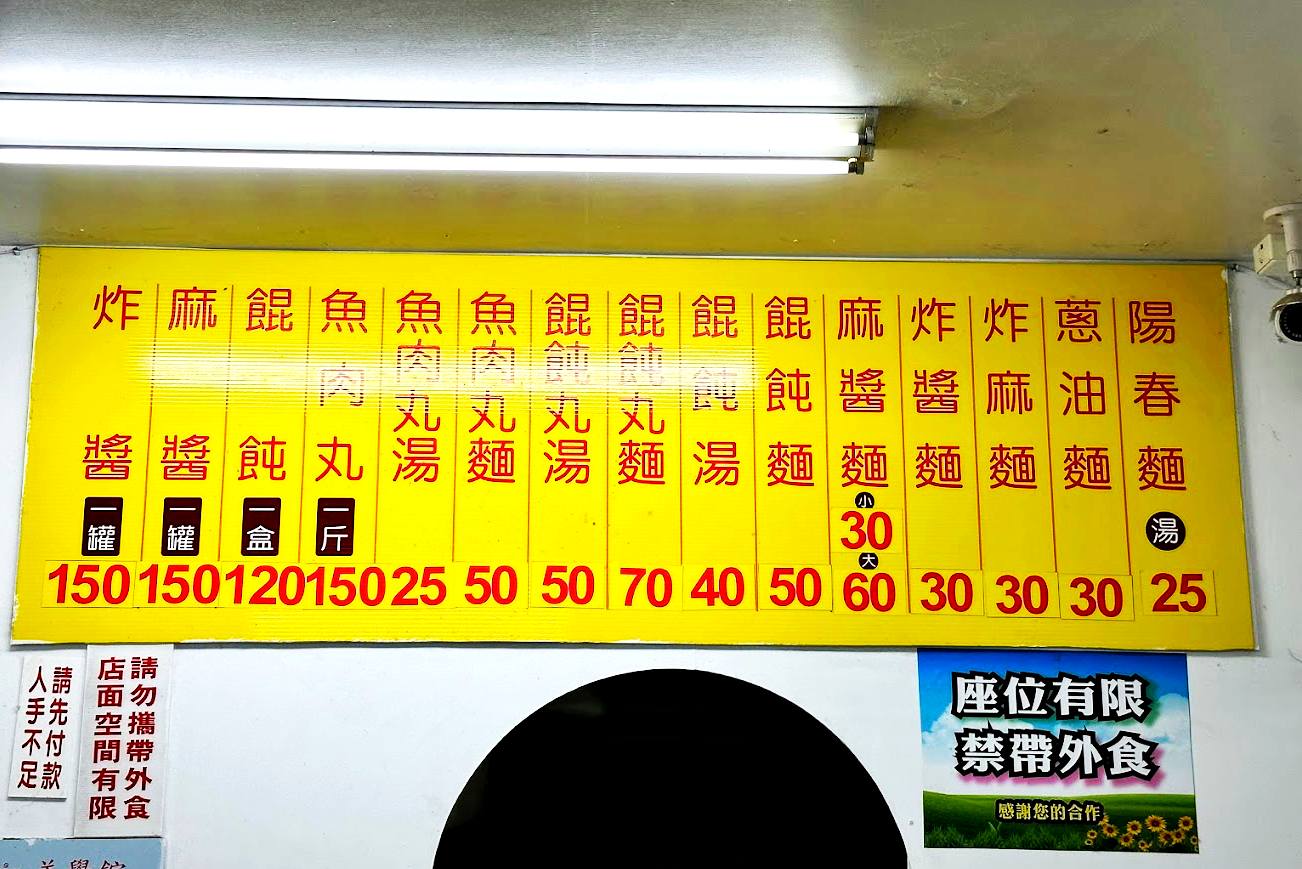 陽春麵 湯 25
蔥油麵 30
炸麻麵 30
炸醬麵 30
麻醬麵 小 30 大 60
餛飩麵 50
餛飩湯 40
餛飩丸麵 70
餛飩丸湯 50
魚肉丸麵 50
魚肉丸湯 25
魚肉丸 一斤 150
餛飩 一盒 120
麻醬 一罐 150
炸醬 一罐 150
座位有限
禁帶外食
感謝您的合作
請勿攜帶外食
店面空間有限
請先付款
人手不足